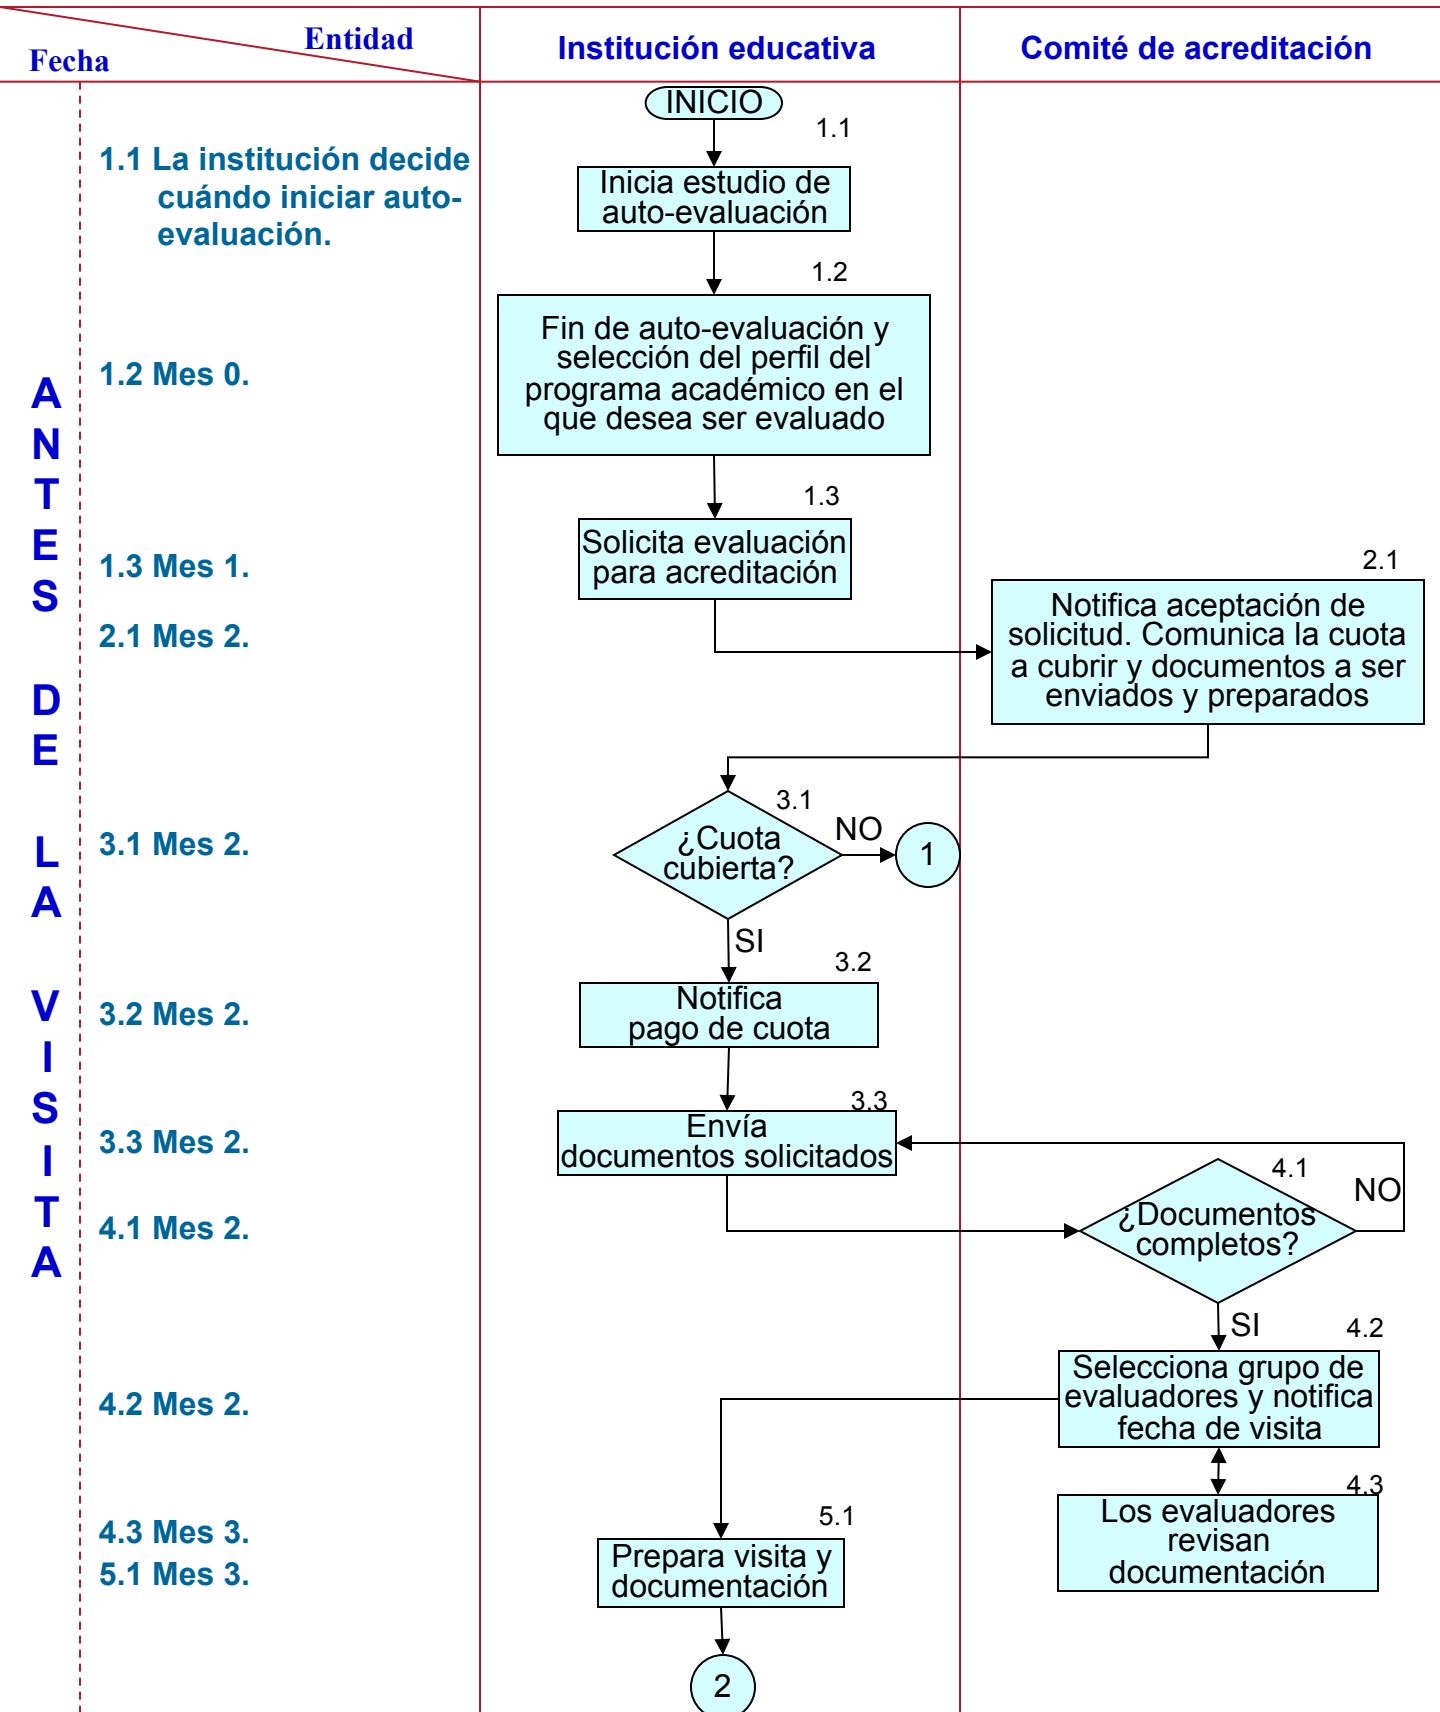 Entidad
Fecha
Institución educativa
Comité de acreditación
ANTES DE LA VISITA
1.1 La institución decide
cuándo iniciar auto-
evaluación.
1.2 Mes 0.
1.3 Mes 1.
2.1 Mes 2.
3.1 Mes 2.
3.2 Mes 2.
3.3 Mes 2.
4.1 Mes 2.
4.2 Mes 2.
4.3 Mes 3.
5.1 Mes 3.
INICIO
1.1
Inicia estudio de
auto-evaluación
1.2
Fin de auto-evaluación y
selección del perfil del
programa académico en el
que desea ser evaluado
1.3
Solicita evaluación
para acreditación
2.1
Notifica aceptación de
solicitud. Comunica la cuota
a cubrir y documentos a ser
enviados y preparados
3.1
¿Cuota
cubierta?
NO
1
SI
3.2
Notifica
pago de cuota
3.3
Envía
documentos solicitados
4.1
¿Documentos
completos?
NO
SI
4.2
Selecciona grupo de
evaluadores y notifica
fecha de visita
4.3
Los evaluadores
revisan
documentación
5.1
Prepara visita y
documentación
2